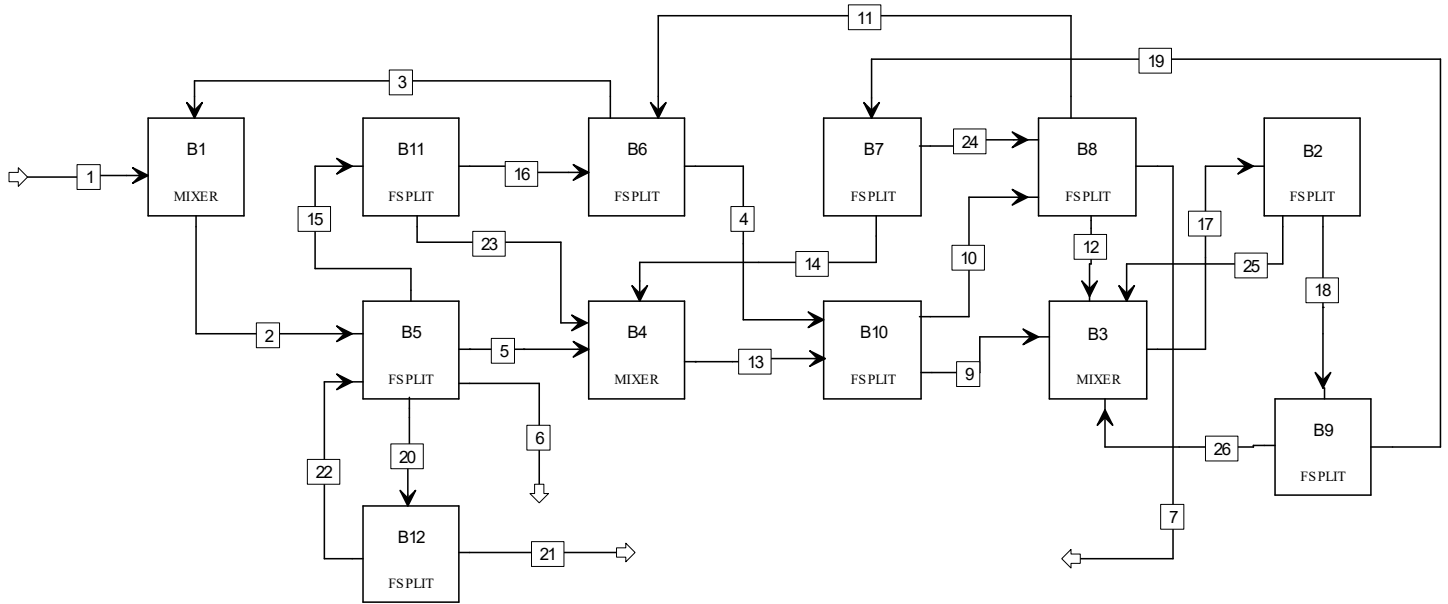 11
19
3
B1
MIXER
1
B11
FSPLIT
16
B6
FSPLIT
B7
FSPLIT
24
B8
FSPLIT
B2
FSPLIT
15
23
4
14
10
12
17
25
18
2
B5
FSPLIT
5
B4
MIXER
13
B10
FSPLIT
9
B3
MIXER
6
20
22
26
B9
FSPLIT
7
B12
FSPLIT
21